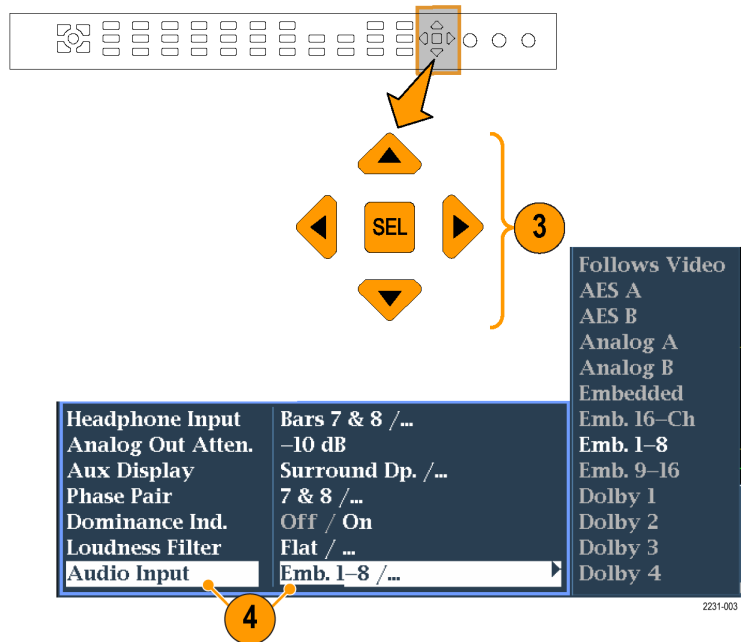 SEL
3
Follows Video
AES A
AES B
Analog A
Analog B
Embedded
Emb. 16–Ch
Emb. 1–8
Emb. 9–16
Dolby 1
Dolby 2
Dolby 3
Dolby 4
Headphone Input Bars 7 & 8 /...
Analog Out Atten. –10 dB
Aux Display Surround Dp. /...
Phase Pair 7 & 8 /...
Dominance Ind. Off / On
Loudness Filter Flat / ...
Audio Input Emb. 1–8 /...
4
2231-003